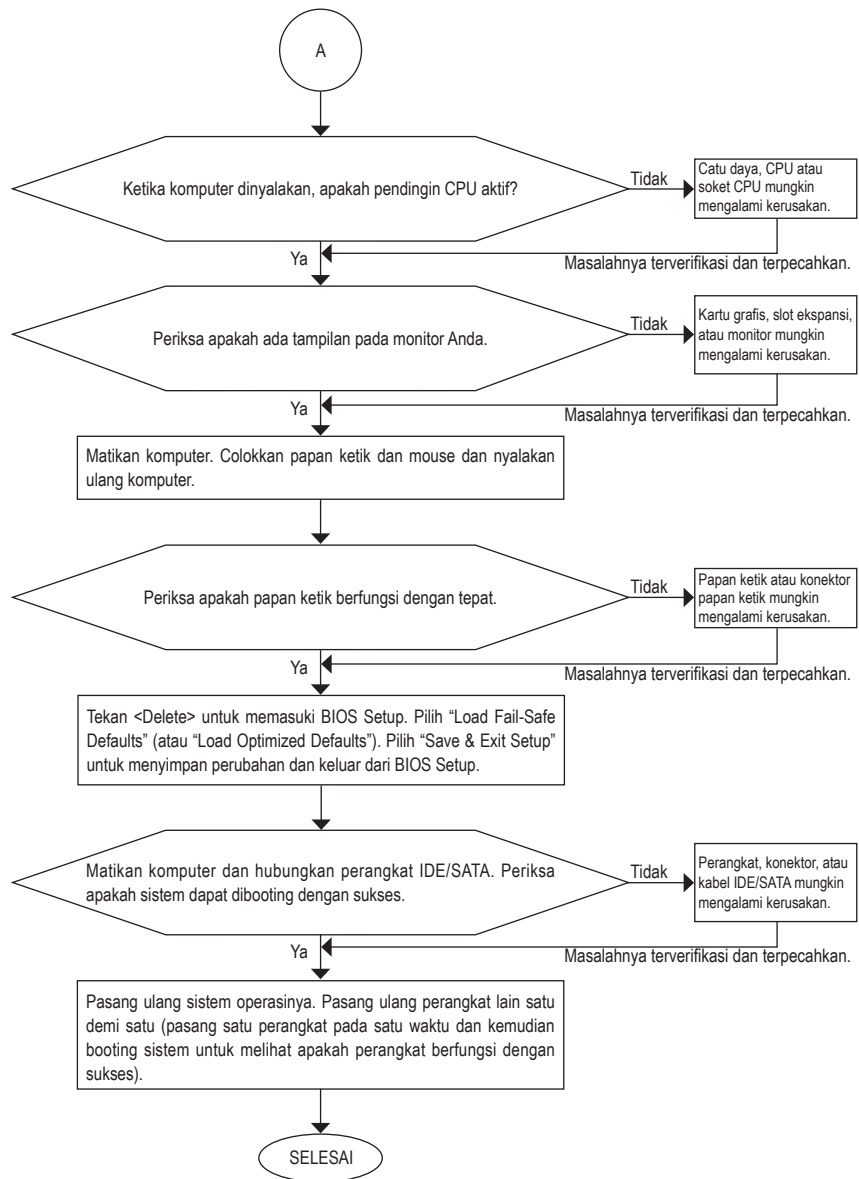 A
Ketika komputer dinyalakan, apakah pendingin CPU aktif?
Tidak
Catu daya, CPU atau
soket CPU mungkin
mengalami kerusakan.
Ya
Masalahnya terverifikasi dan terpecahkan.
Periksa apakah ada tampilan pada monitor Anda.
Tidak
Kartu grafis, slot ekspansi,
atau monitor mungkin
mengalami kerusakan.
Ya
Masalahnya terverifikasi dan terpecahkan.
Matikan komputer. Colokkan papan ketik dan mouse dan nyalakan
ulang komputer.
Periksa apakah papan ketik berfungsi dengan tepat.
Tidak
Papan ketik atau konektor
papan ketik mungkin
mengalami kerusakan.
Ya
Masalahnya terverifikasi dan terpecahkan.
Tekan <Delete> untuk memasuki BIOS Setup. Pilih “Load Fail-Safe
Defaults” (atau “Load Optimized Defaults”). Pilih “Save & Exit Setup”
untuk menyimpan perubahan dan keluar dari BIOS Setup.
Matikan komputer dan hubungkan perangkat IDE/SATA. Periksa
apakah sistem dapat dibooting dengan sukses.
Tidak
Perangkat, konektor, atau
kabel IDE/SATA mungkin
mengalami kerusakan.
Ya
Masalahnya terverifikasi dan terpecahkan.
Pasang ulang sistem operasinya. Pasang ulang perangkat lain satu
demi satu (pasang satu perangkat pada satu waktu dan kemudian
booting sistem untuk melihat apakah perangkat berfungsi dengan
sukses).
SELESAI